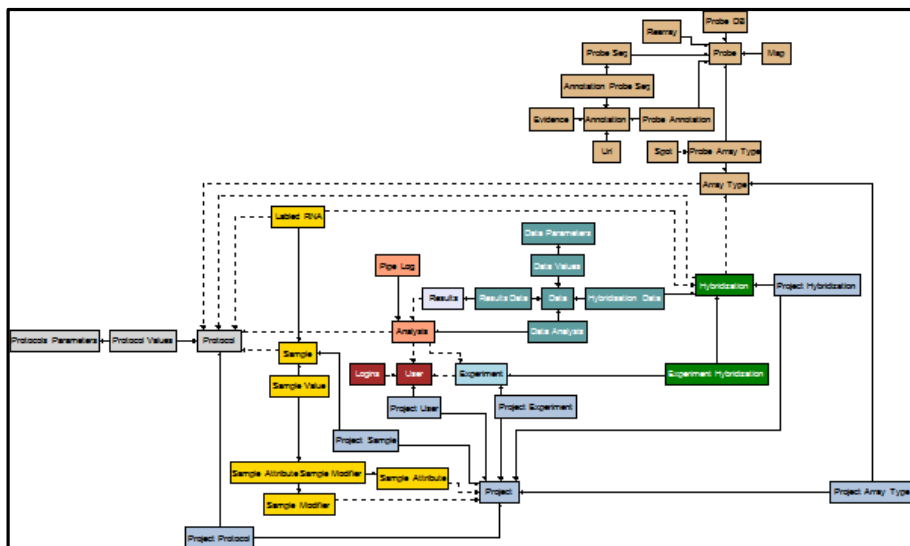 Probe DB
Rearray
Probe Seg
Probe
Map
Annotation Probe Seg
Evidence
Annotation
Probe Annotation
Url
Spot
Probe Array Type
Array Type
Labled RNA
Data Parameters
Pipe Log
Data Values
Hybridization
Project Hybridization
Results
Results Data
Data
Hybridization Data
Protocols Parameters
Protocol Values
Protocol
Analysis
Data Analysis
Sample
Logins
User
Experiment
Experiment Hybridization
Sample Value
Project User
Project Experiment
Project Sample
Sample Attribute Sample Modifier
Sample Attribute
Project
Project Array Type
Sample Modifier
Project Protocol